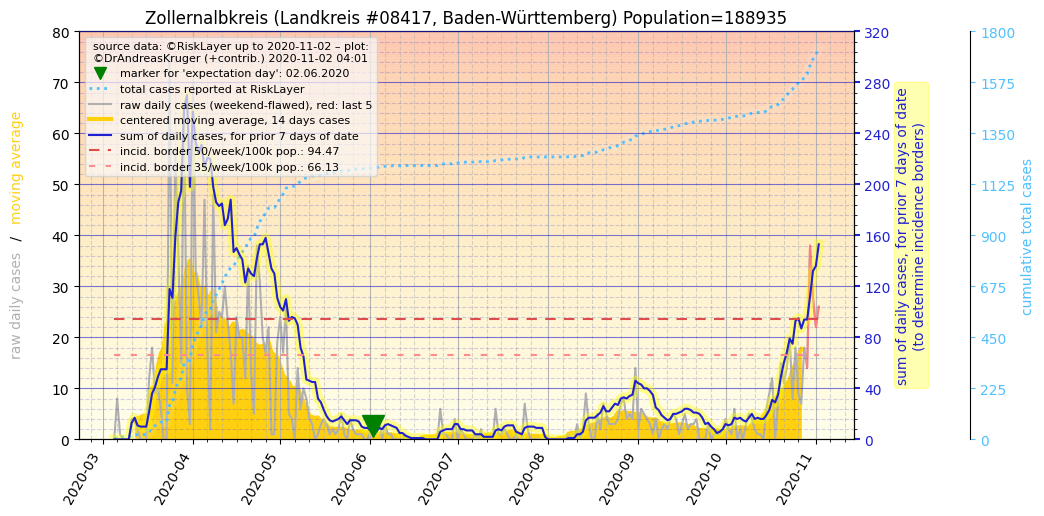 Zollernalbkreis (Landkreis #08417, Baden-Württemberg) Population=188935
source data: ©RiskLayer up to 2020-11-02 – plot:
©DrAndreasKruger (+contrib.) 2020-11-02 04:01
marker for 'expectation day': 02.06.2020
total cases reported at RiskLayer
raw daily cases (weekend-flawed), red: last 5
centered moving average, 14 days cases
sum of daily cases, for prior 7 days of date
incid. border 50/week/100k pop.: 94.47
incid. border 35/week/100k pop.: 66.13
raw daily cases / moving average
80
70
60
50
40
30
20
10
0
320
280
240
200
160
120
80
40
0
sum of daily cases, for prior 7 days of date
(to determine incidence borders)
1800
1575
1350
1125
900
675
450
225
0
cumulative total cases
2020-03
2020-04
2020-05
2020-06
2020-07
2020-08
2020-09
2020-10
2020-11